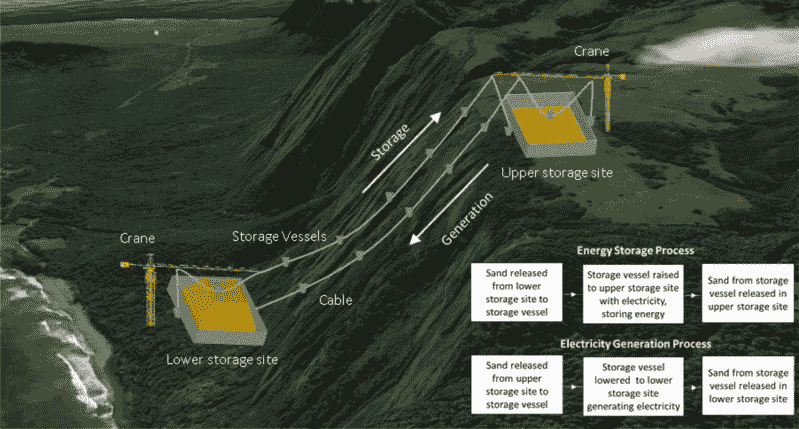 Crane
Storage
Upper storage site
Generation
Crane
Storage Vessels
Cable
Lower storage site
Energy Storage Process
Sand released
from lower
storage site to
storage vessel
Storage vessel raised
to upper storage site
with electricity,
storing energy
Sand from storage
vessel released in
upper storage site
Electricity Generation Process
Sand released
from upper
storage site to
storage vessel
Storage vessel
lowered to lower
storage site
generating electricity
Sand from storage
vessel released in
lower storage site